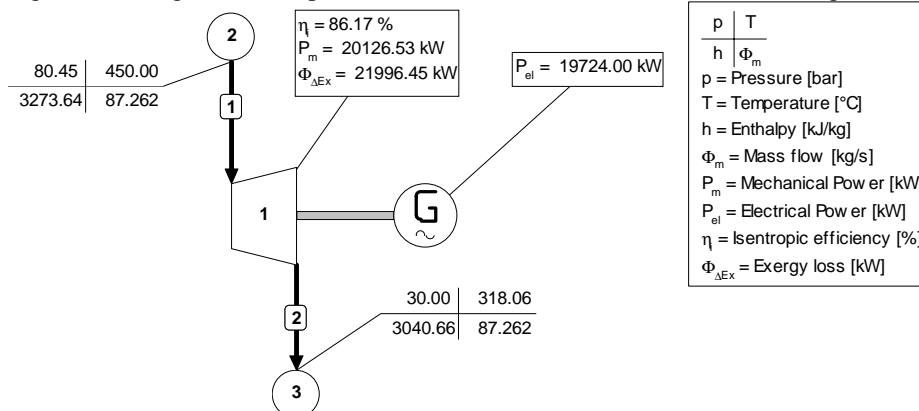 2
η_i = 86.17 %
P_m = 20126.53 kW
Φ_ΔEx = 21996.45 kW
P_el = 19724.00 kW
80.45 450.00
3273.64 87.262
1
1
G
~
2
30.00 318.06
3040.66 87.262
3
p T
h Φ_m
p = Pressure [bar]
T = Temperature [°C]
h = Enthalpy [kJ/kg]
Φ_m = Mass flow [kg/s]
P_m = Mechanical Power [kW
P_el = Electrical Power [kW]
η_i = Isentropic efficiency [%]
Φ_ΔEx = Exergy loss [kW]